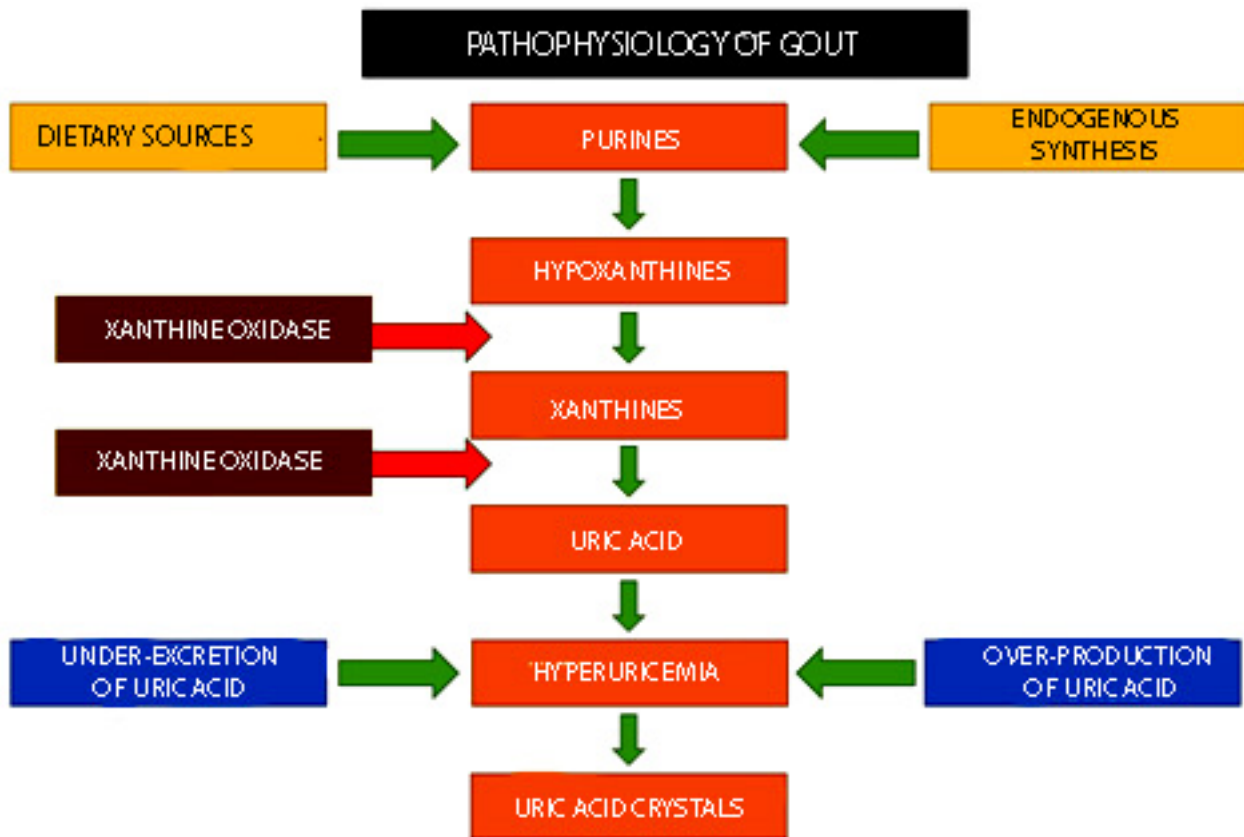 PATHOPHYSIOLOGY OF GOUT
DIETARY SOURCES
PURINES
ENDOGENOUS
SYNTHESIS
HYPOXANTHINES
XANTHINE OXIDASE
XANTHINES
XANTHINE OXIDASE
URIC ACID
UNDER-EXCRETION
OF URIC ACID
HYPERURICEMIA
OVER-PRODUCTION
OF URIC ACID
URIC ACID CRYSTALS